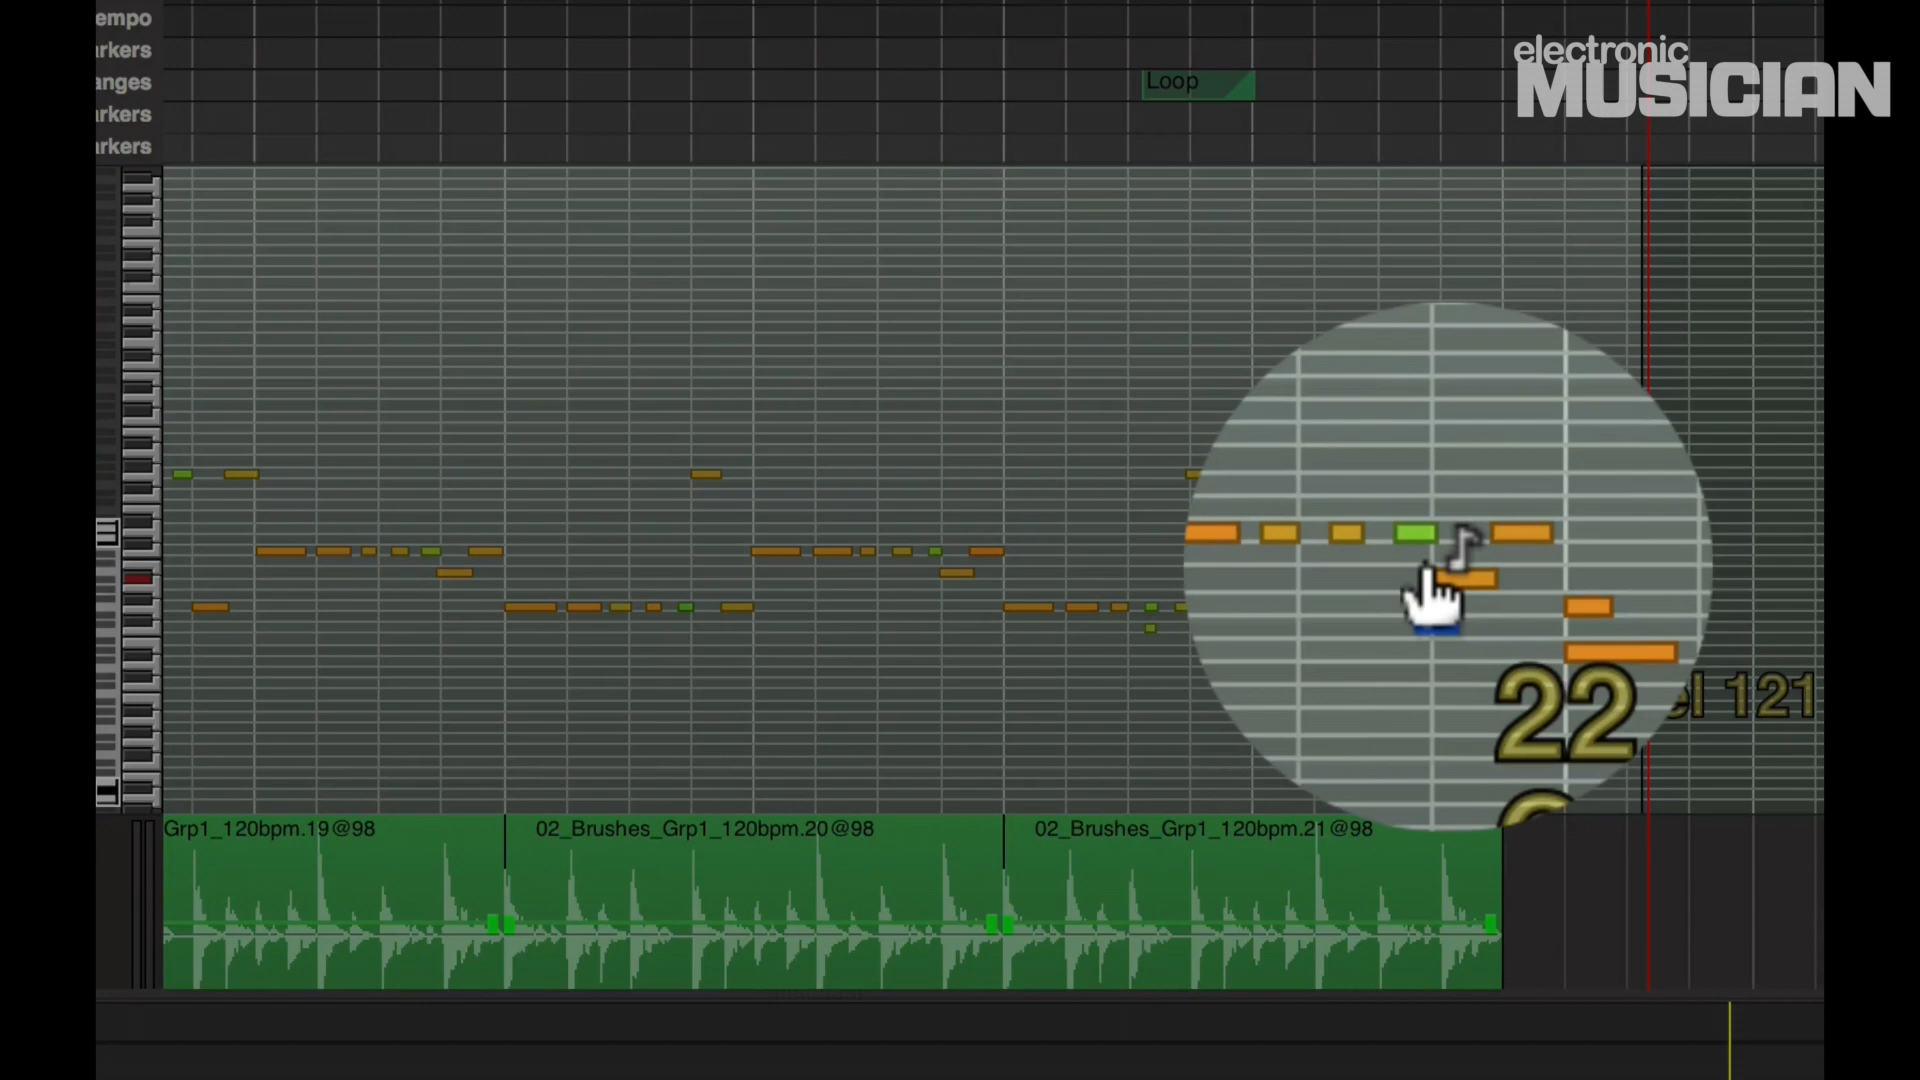 empo
electronic
MUSICIAN
rkers
anges
Loop
rkers
rkers
22
el 121
Grp1_120bpm.19@98
02_Brushes_Grp1_120bpm.20@98
02_Brushes_Grp1_120bpm.21@98